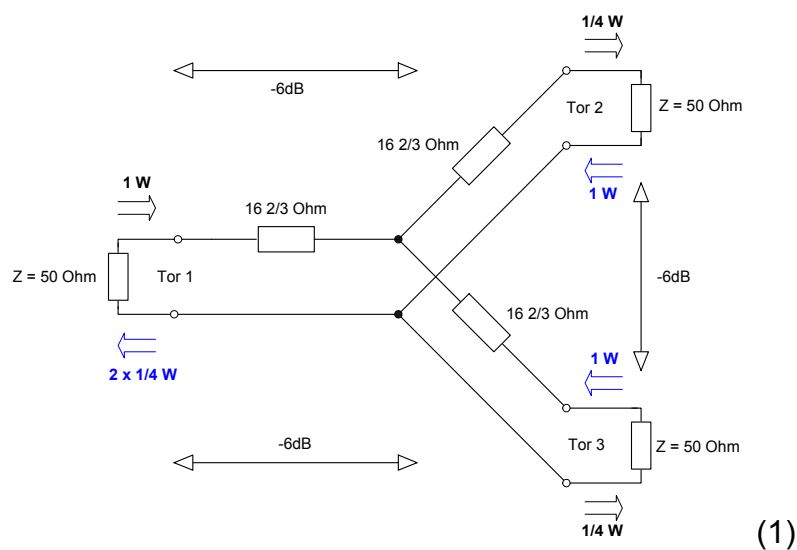 1/4 W
-6dB
Tor 2
Z = 50 Ohm
16 2/3 Ohm
1 W
1 W
16 2/3 Ohm
Z = 50 Ohm
Tor 1
-6dB
16 2/3 Ohm
1 W
2 x 1/4 W
-6dB
Tor 3
Z = 50 Ohm
1/4 W
(1)